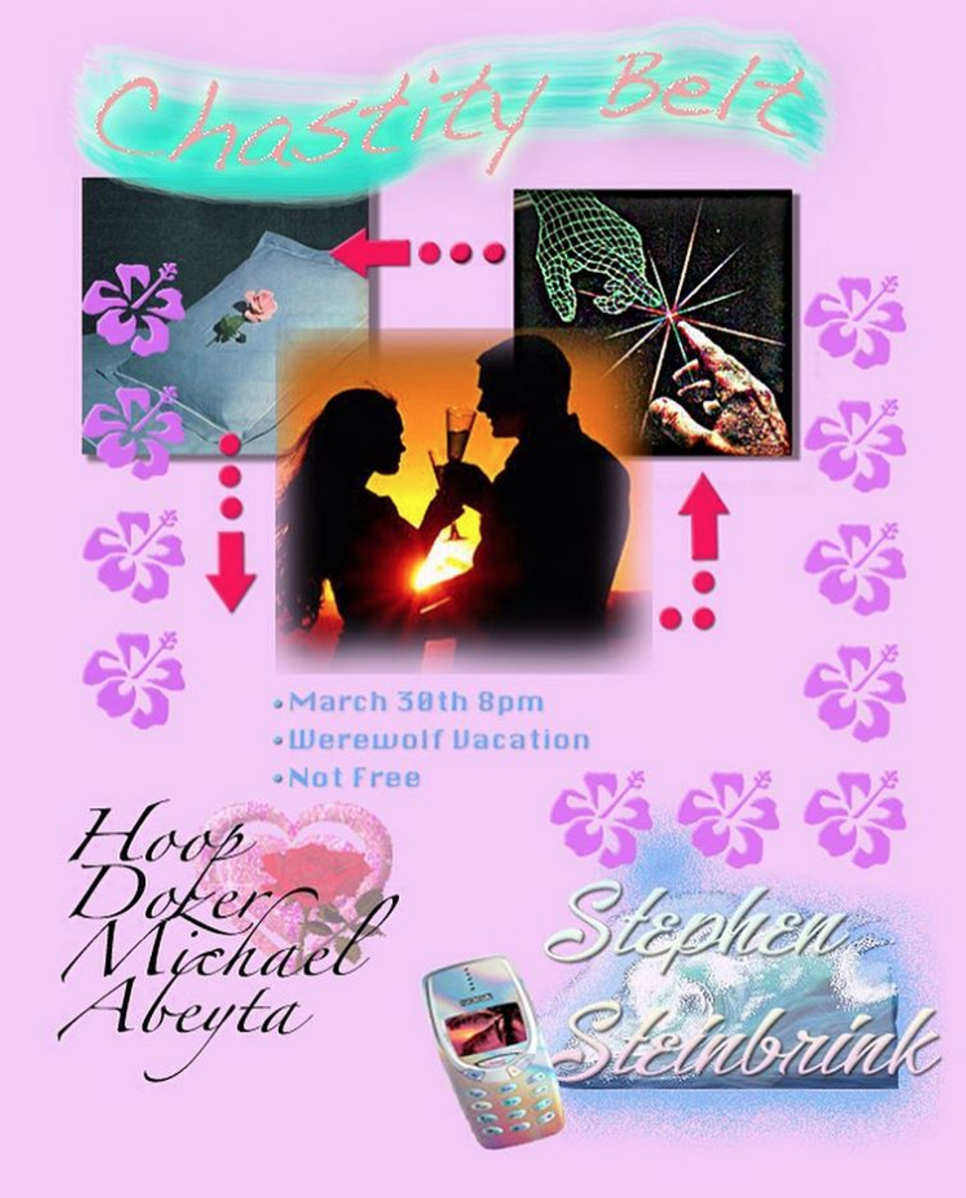 Chastity Belt
• March 30th 8pm
• Werewolf Vacation
• Not Free
Hoop
Dozer
Michael
Abeyta
Stephen
Steinbrink